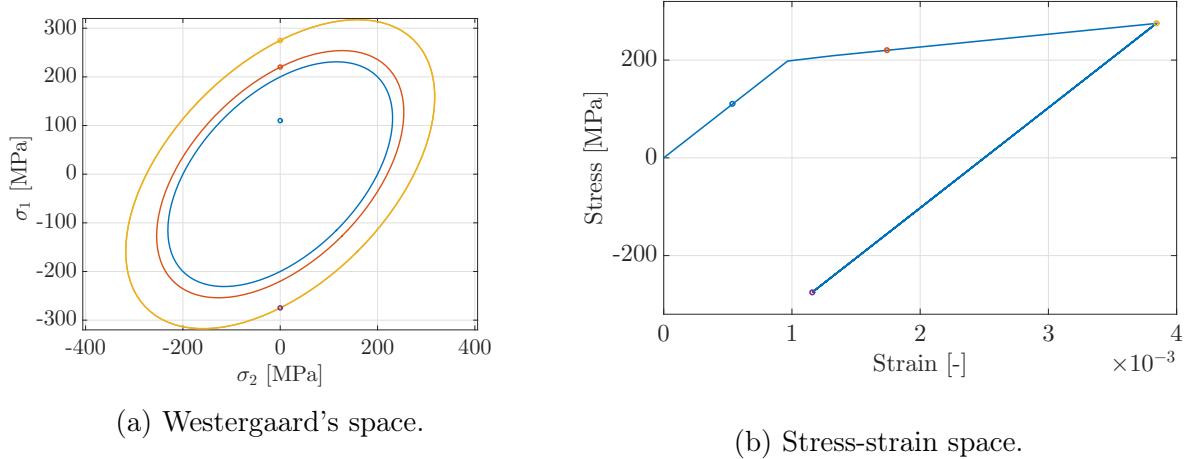 300
200
100
0
-100
-200
-300
σ1 [MPa]
-400 -200 0 200 400
σ2 [MPa]
(a) Westergaard's space.
200
0
-200
Stress [MPa]
0 1 2 3 4
Strain [-] ×10⁻³
(b) Stress-strain space.